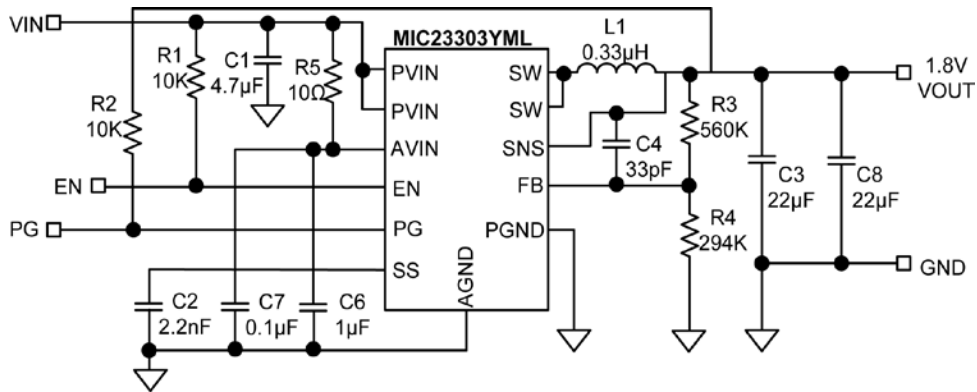 VIN
MIC23303YML
L1
0.33µH
R1
10K
C1
4.7µF
R5
10Ω
R2
10K
PVIN
PVIN
AVIN
EN
PG
SS
AGND
SW
SW
SNS
FB
PGND
EN
PG
C4
33pF
R3
560K
R4
294K
C3
22µF
C8
22µF
1.8V
VOUT
GND
C2
2.2nF
C7
0.1µF
C6
1µF